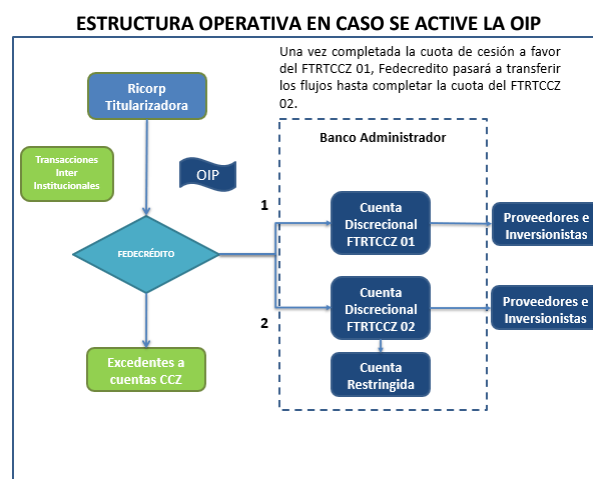 ESTRUCTURA OPERATIVA EN CASO SE ACTIVE LA OIP
Una vez completada la cuota de cesión a favor
del FTRTCCZ 01, Fedecredito pasará a transferir
los flujos hasta completar la cuota del FTRTCCZ
02.
Ricorp
Titularizadora
Transacciones
Inter
Institucionales
OIP
Banco Administrador
1
Cuenta
Discrecional
FTRTCCZ 01
Proveedores e
Inversionistas
FEDECRÉDITO
2
Cuenta
Discrecional
FTRTCCZ 02
Proveedores e
Inversionistas
Excedentes a
cuentas CCZ
Cuenta
Restringida